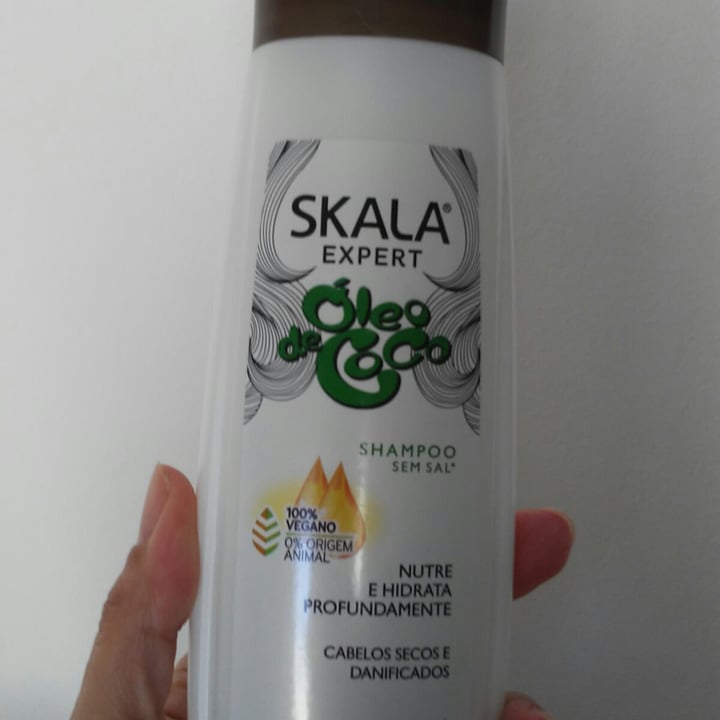 SKALA®
EXPERT
Óleo
de Coco
SHAMPOO
SEM SAL*
100%
VEGANO
0% ORIGEM
ANIMAL
NUTRE
E HIDRATA
PROFUNDAMENTE
CABELOS SECOS E
DANIFICADOS